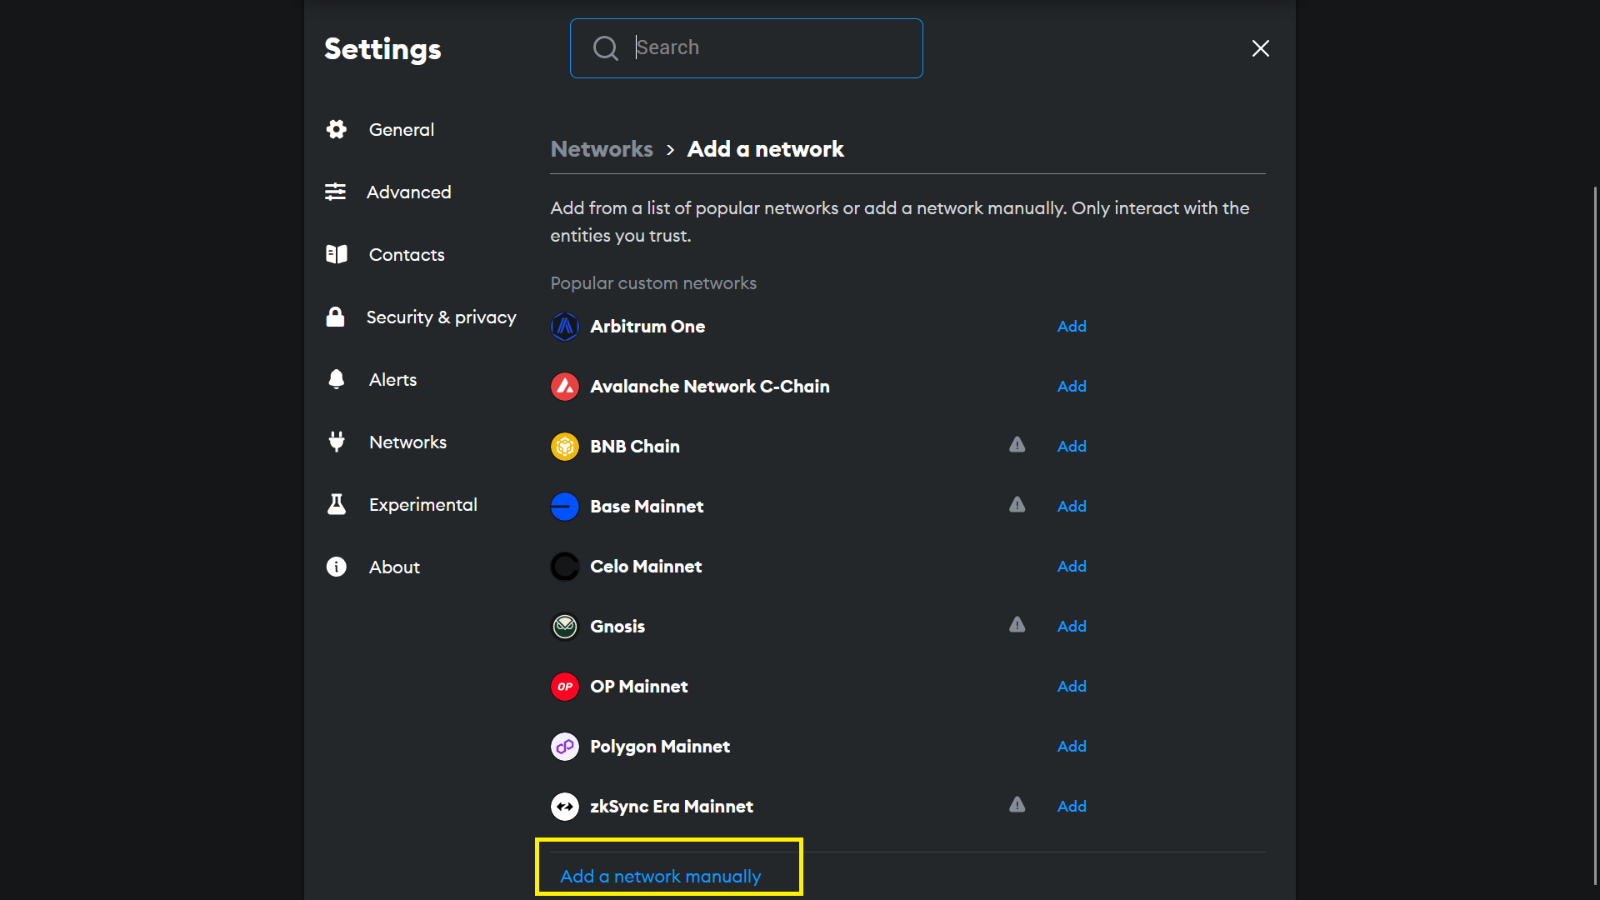 Settings
Search
General
Advanced
Contacts
Security & privacy
Alerts
Networks
Experimental
About
Networks > Add a network
Add from a list of popular networks or add a network manually. Only interact with the
entities you trust.
Popular custom networks
Arbitrum One Add
Avalanche Network C-Chain Add
BNB Chain Add
Base Mainnet Add
Celo Mainnet Add
Gnosis Add
OP OP Mainnet Add
Polygon Mainnet Add
zkSync Era Mainnet Add
Add a network manually